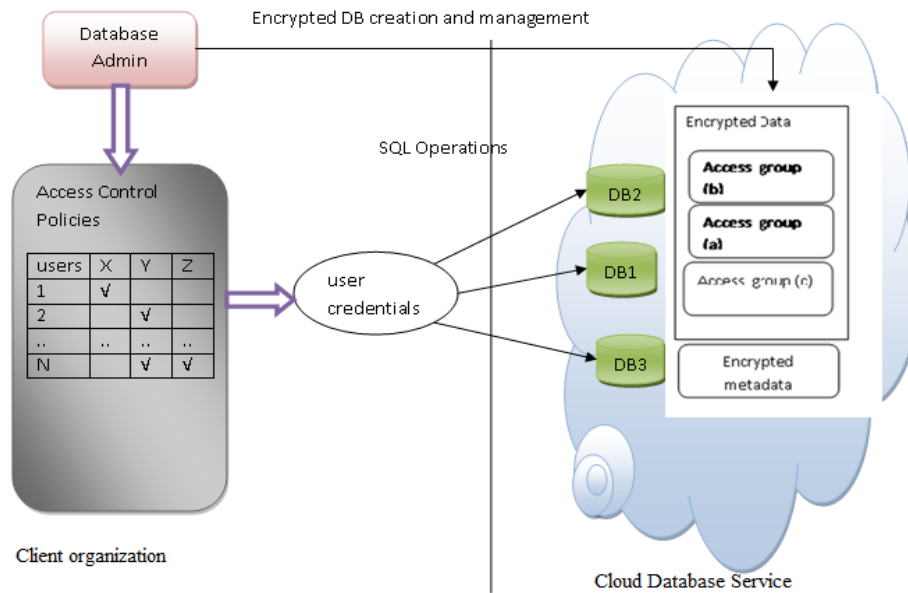 Encrypted DB creation and management
Database
Admin
SQL Operations
Access Control
Policies
users X Y Z
1 √
2 √
.. .. .. ..
N √ √
user
credentials
DB2
DB1
DB3
Encrypted Data
Access group
(b)
Access group
(a)
Access group (c)
Encrypted
metadata
Client organization
Cloud Database Service